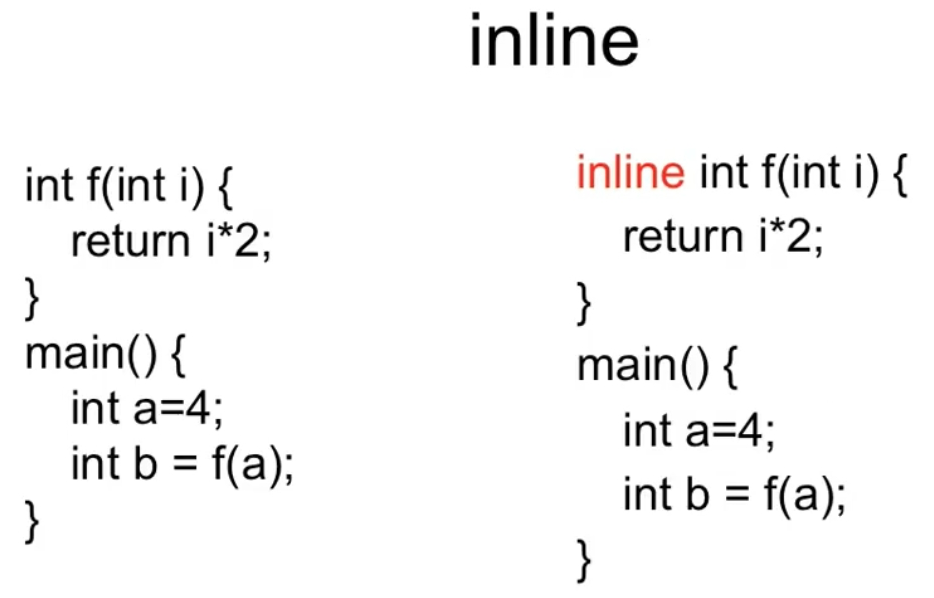 inline
int f(int i) {
return i*2;
}
main() {
int a=4;
int b = f(a);
}
inline int f(int i) {
return i*2;
}
main() {
int a=4;
int b = f(a);
}